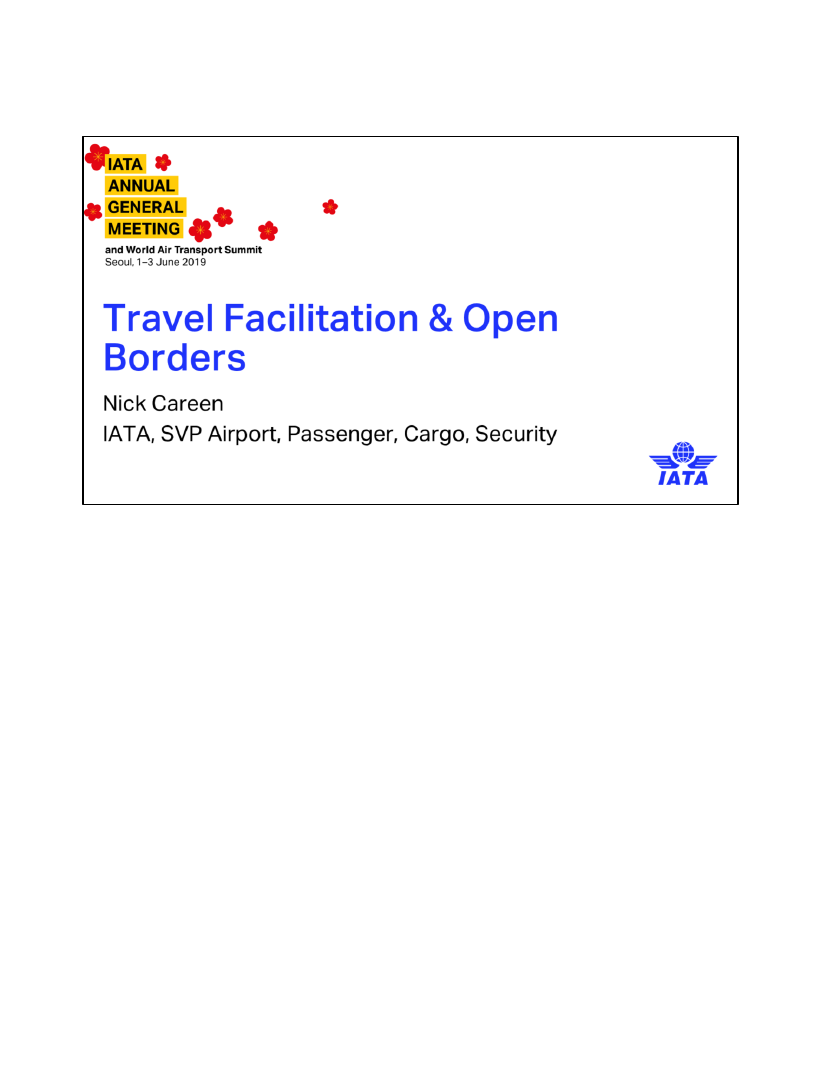 IATA
ANNUAL
GENERAL
MEETING
and World Air Transport Summit
Seoul, 1–3 June 2019
Travel Facilitation & Open
Borders
Nick Careen
IATA, SVP Airport, Passenger, Cargo, Security
IATA